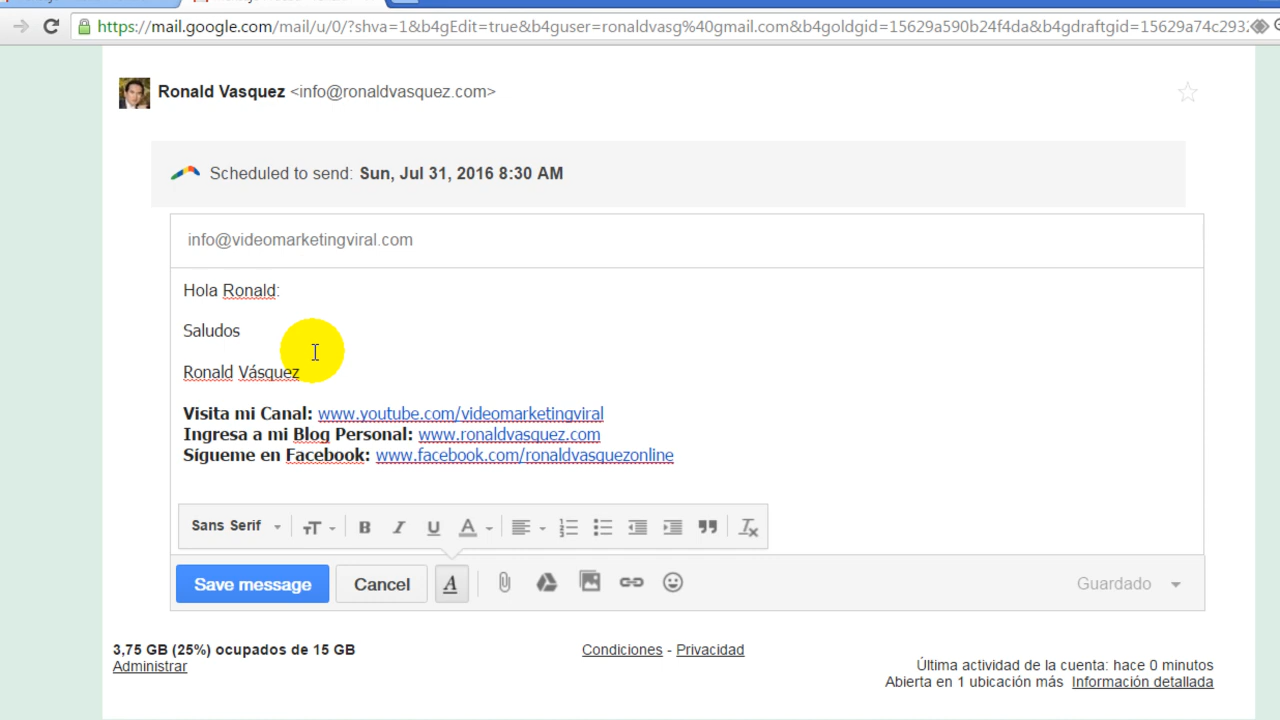 https://mail.google.com/mail/u/0/?shva=1&b4gEdit=true&b4guser=ronaldvasg%40gmail.com&b4goldgid=15629a590b24f4da&b4gdraftgid=15629a74c293
Ronald Vasquez <info@ronaldvasquez.com>
Scheduled to send: Sun, Jul 31, 2016 8:30 AM
info@videomarketingviral.com
Hola Ronald:
Saludos
Ronald Vásquez
Visita mi Canal: www.youtube.com/videomarketingviral
Ingresa a mi Blog Personal: www.ronaldvasquez.com
Sígueme en Facebook: www.facebook.com/ronaldvasquezonline
Sans Serif
Save message Cancel Guardado
3,75 GB (25%) ocupados de 15 GB
Administrar
Condiciones - Privacidad
Última actividad de la cuenta: hace 0 minutos
Abierta en 1 ubicación más Información detallada